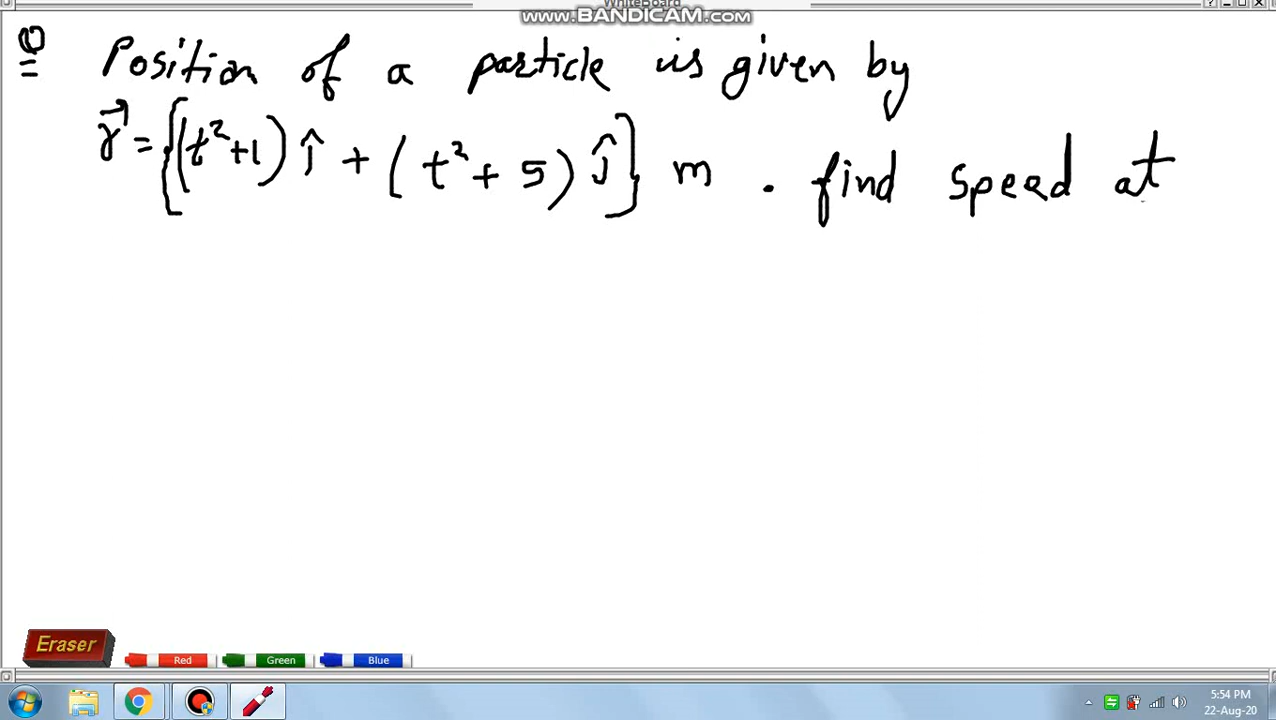 WhiteBoard
www.BANDICAM.com
Q Position of a particle is given by
r⃗ = {(t²+1) î + (t² + 5) ĵ} m . find speed at
Eraser
Red Green Blue
5:54 PM
22-Aug-20